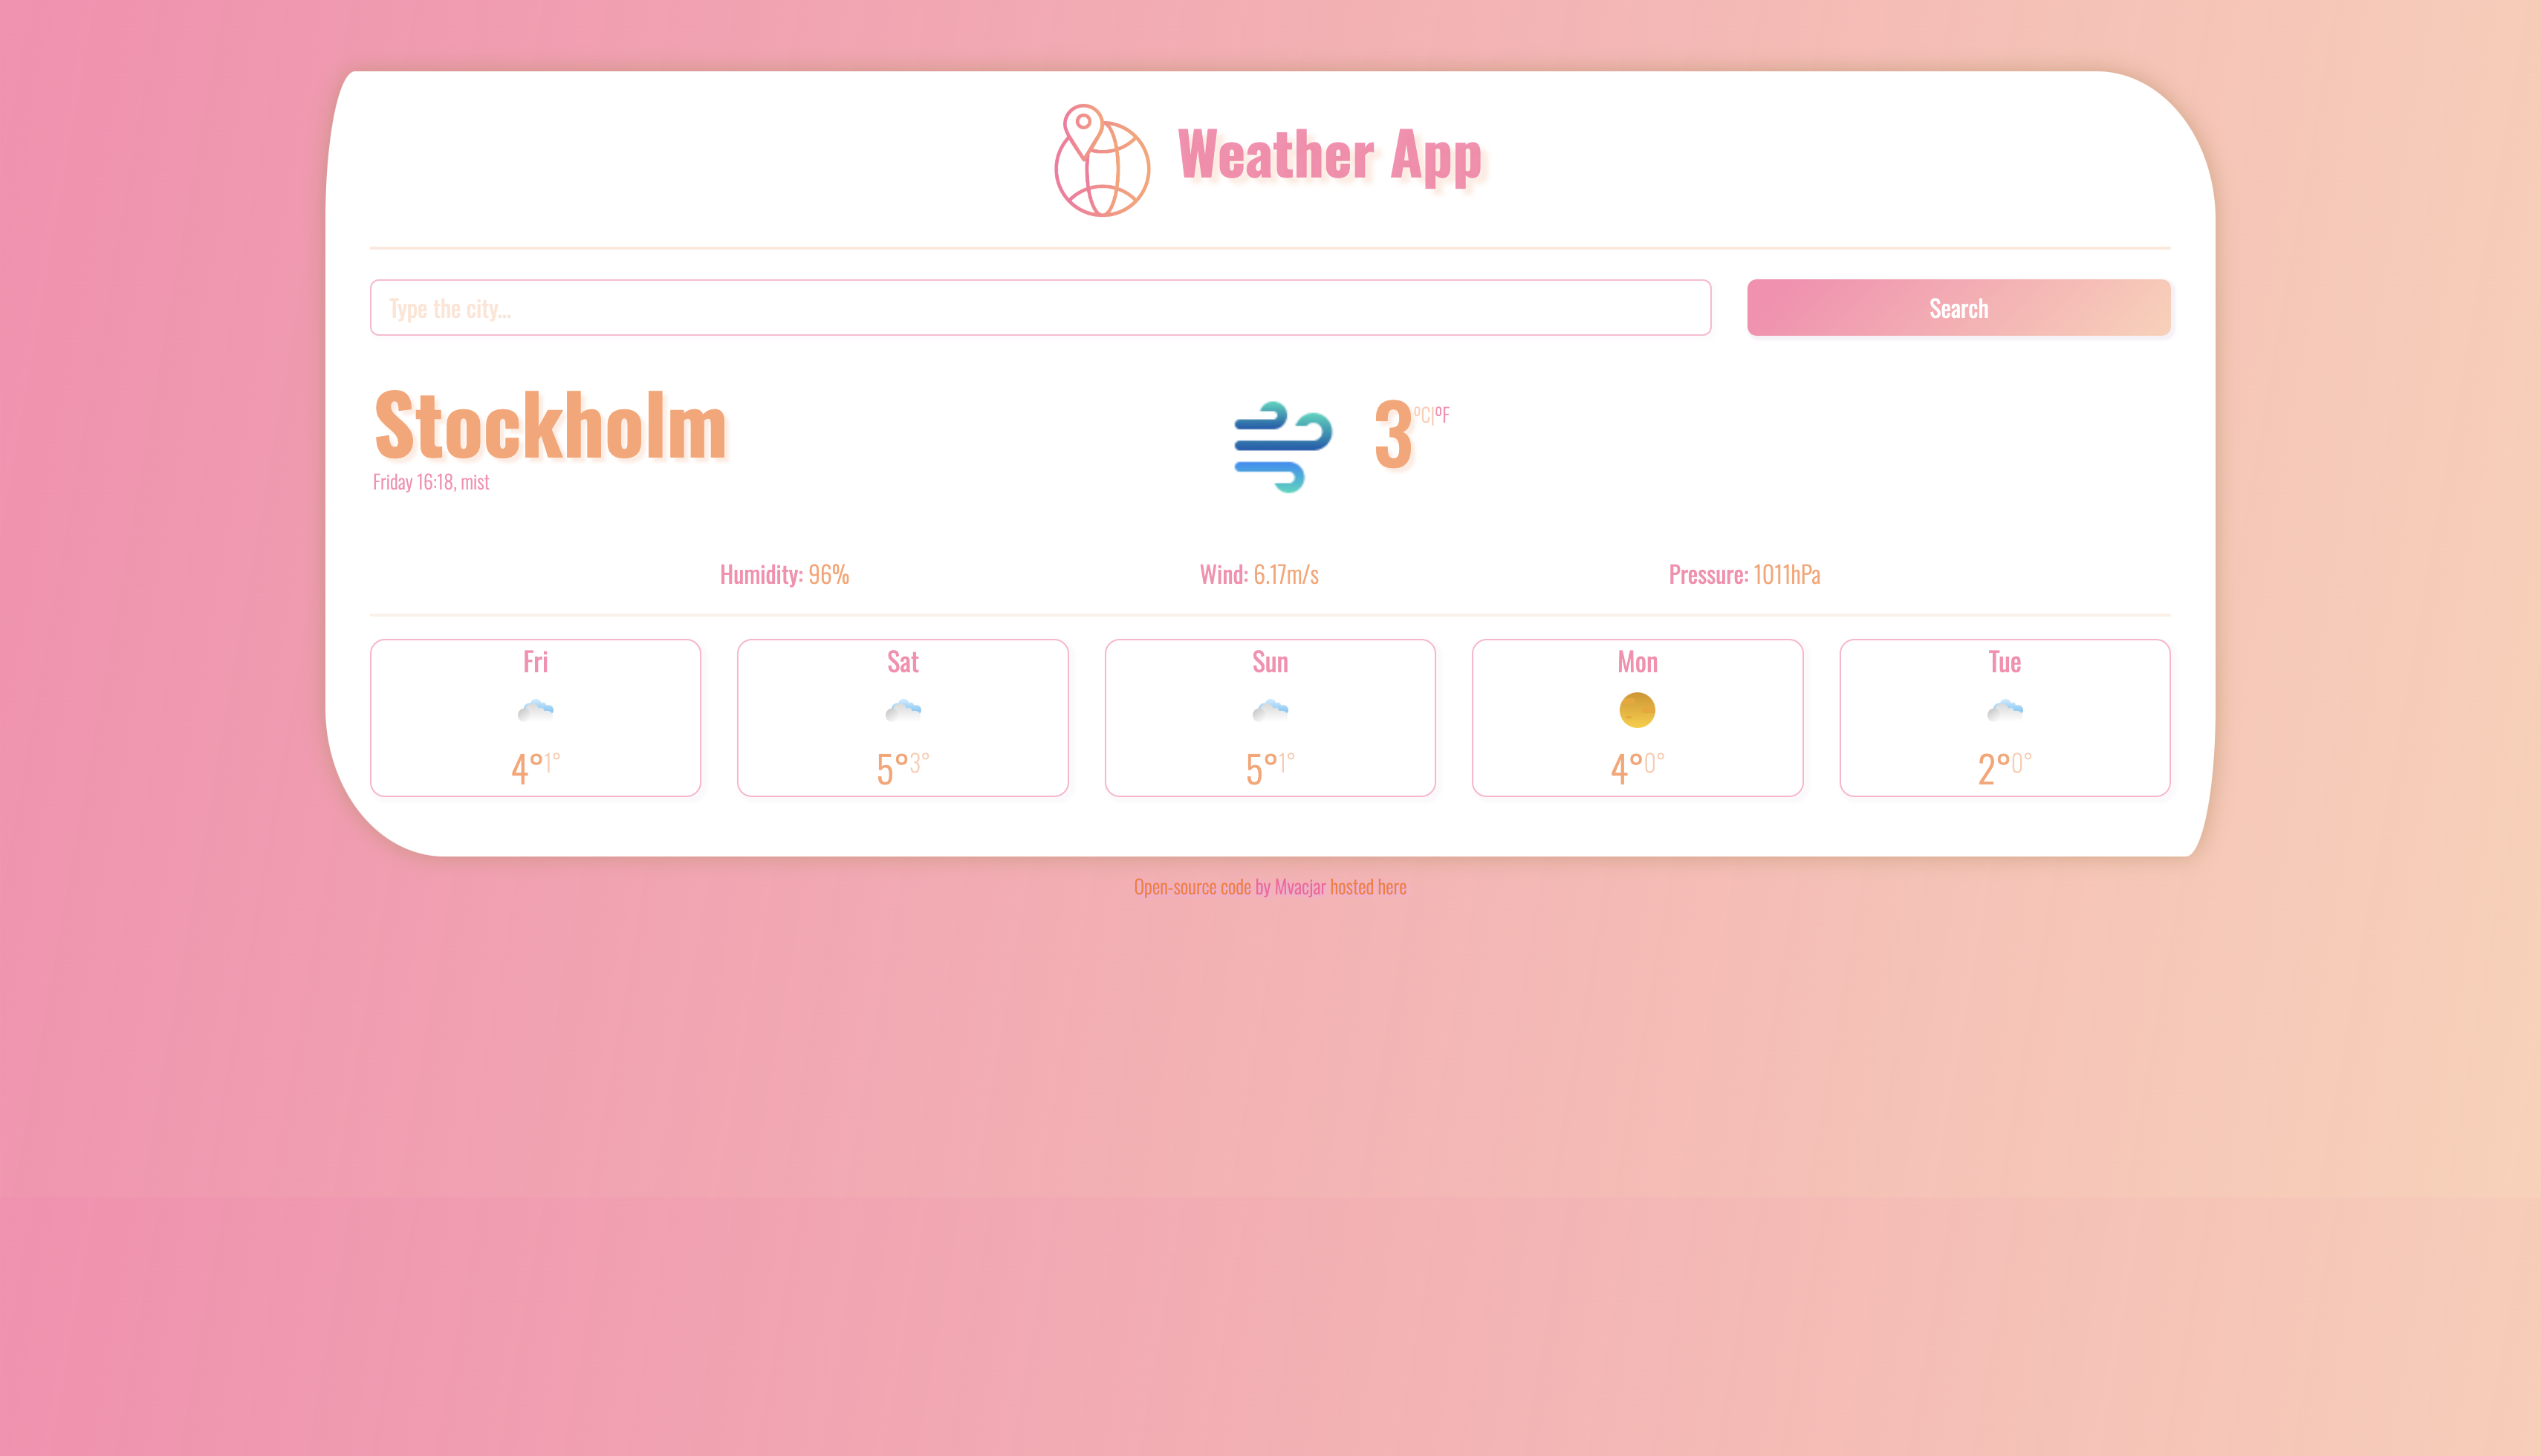 Weather App
Type the city...
Search
Stockholm
Friday 16:18, mist
3 ºC|ºF
Humidity: 96%
Wind: 6.17m/s
Pressure: 1011hPa
Fri
4° 1°
Sat
5° 3°
Sun
5° 1°
Mon
4° 0°
Tue
2° 0°
Open-source code by Mvacjar hosted here